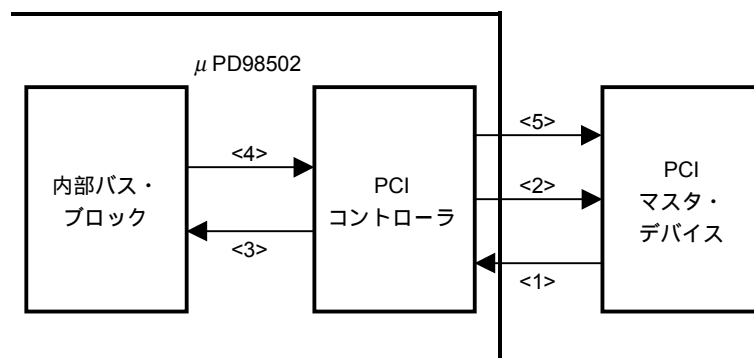 μ PD98502
内部バス・
ブロック
<4>
<3>
PCI
コントローラ
<5>
<2>
<1>
PCI
マスタ・
デバイス